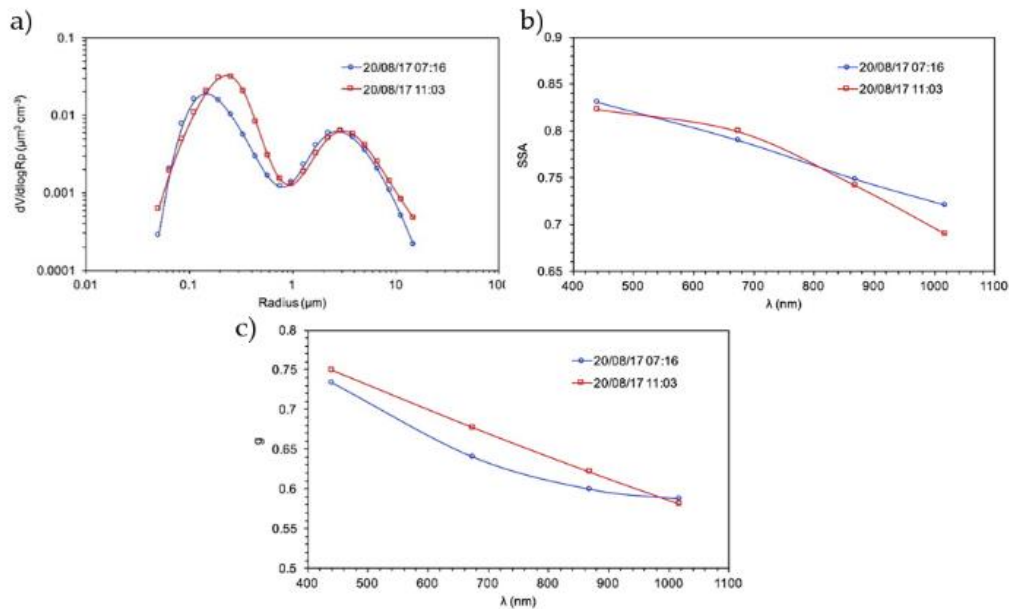 a)
0.1
0.01
0.001
0.0001
dV/dlogRp (µm³ cm⁻³)
20/08/17 07:16
20/08/17 11:03
0.01
0.1
1
10
10(
Radius (µm)
b)
0.9
0.85
0.8
0.75
0.7
0.65
SSA
20/08/17 07:16
20/08/17 11:03
400 500 600 700 800 900 1000 1100
λ (nm)
c)
0.8
0.75
0.7
0.65
0.6
0.55
0.5
g
20/08/17 07:16
20/08/17 11:03
400 500 600 700 800 900 1000 1100
λ (nm)